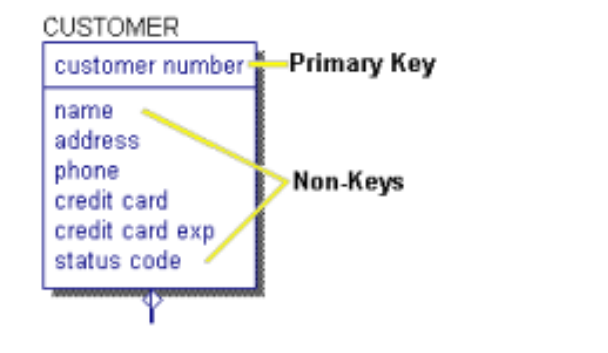 CUSTOMER
customer number
Primary Key
name
address
phone
credit card
credit card exp
status code
Non-Keys